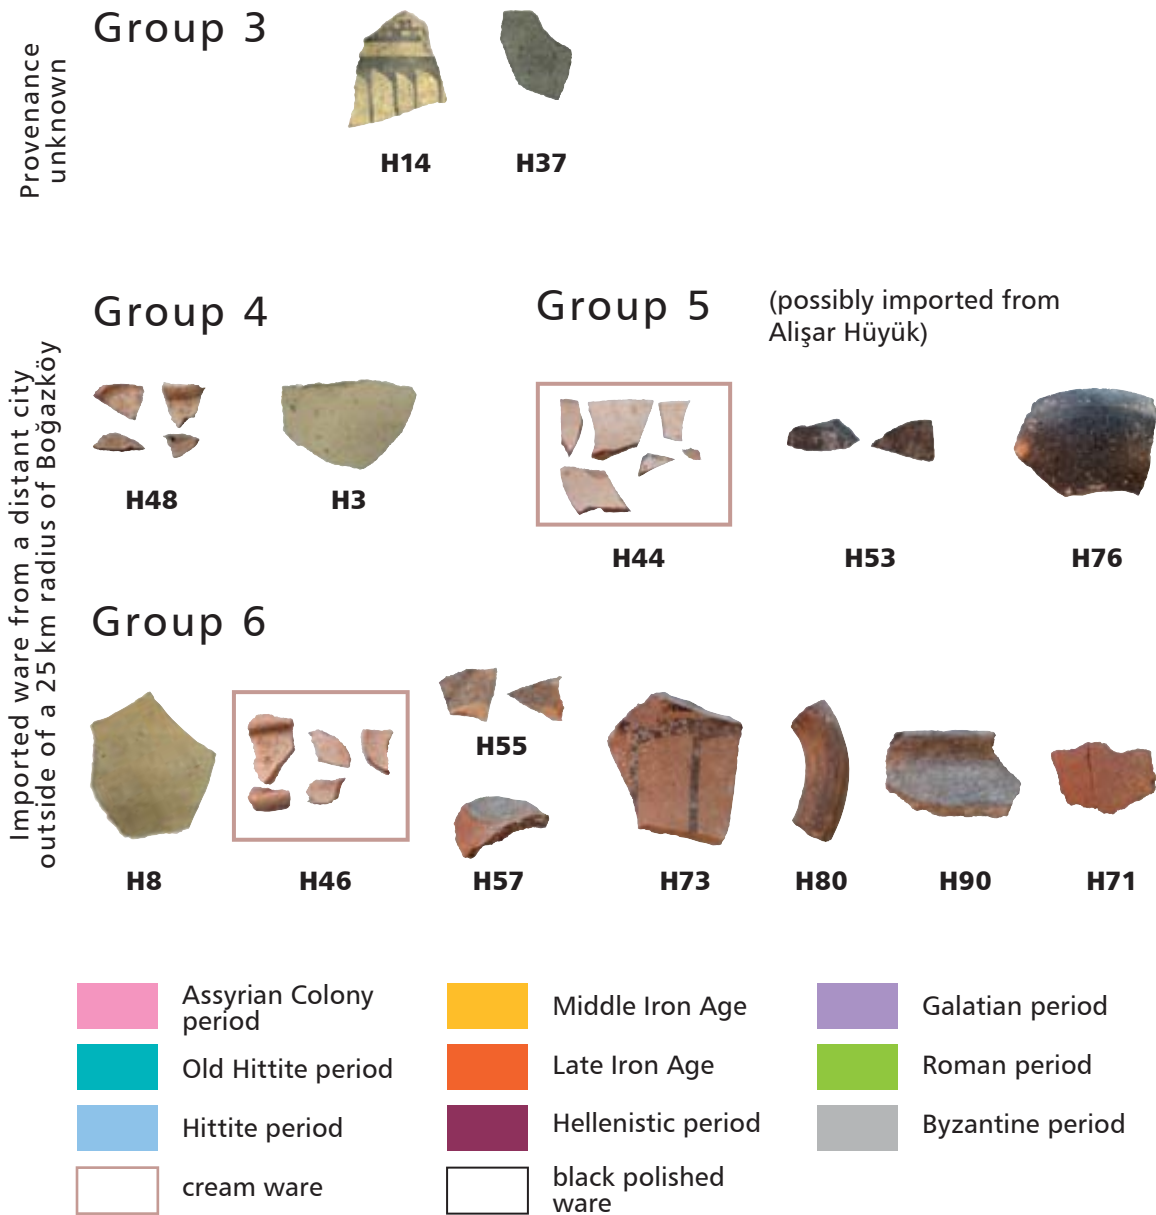 Group 3
Provenance
unknown
H14
H37
Imported ware from a distant city
outside of a 25 km radius of Boğazköy
Group 4
H48
H3
Group 5
(possibly imported from
Alişar Hüyük)
H44
H53
H76
Group 6
H8
H46
H55
H57
H73
H80
H90
H71
Assyrian Colony
period
Old Hittite period
Hittite period
cream ware
Middle Iron Age
Late Iron Age
Hellenistic period
black polished
ware
Galatian period
Roman period
Byzantine period